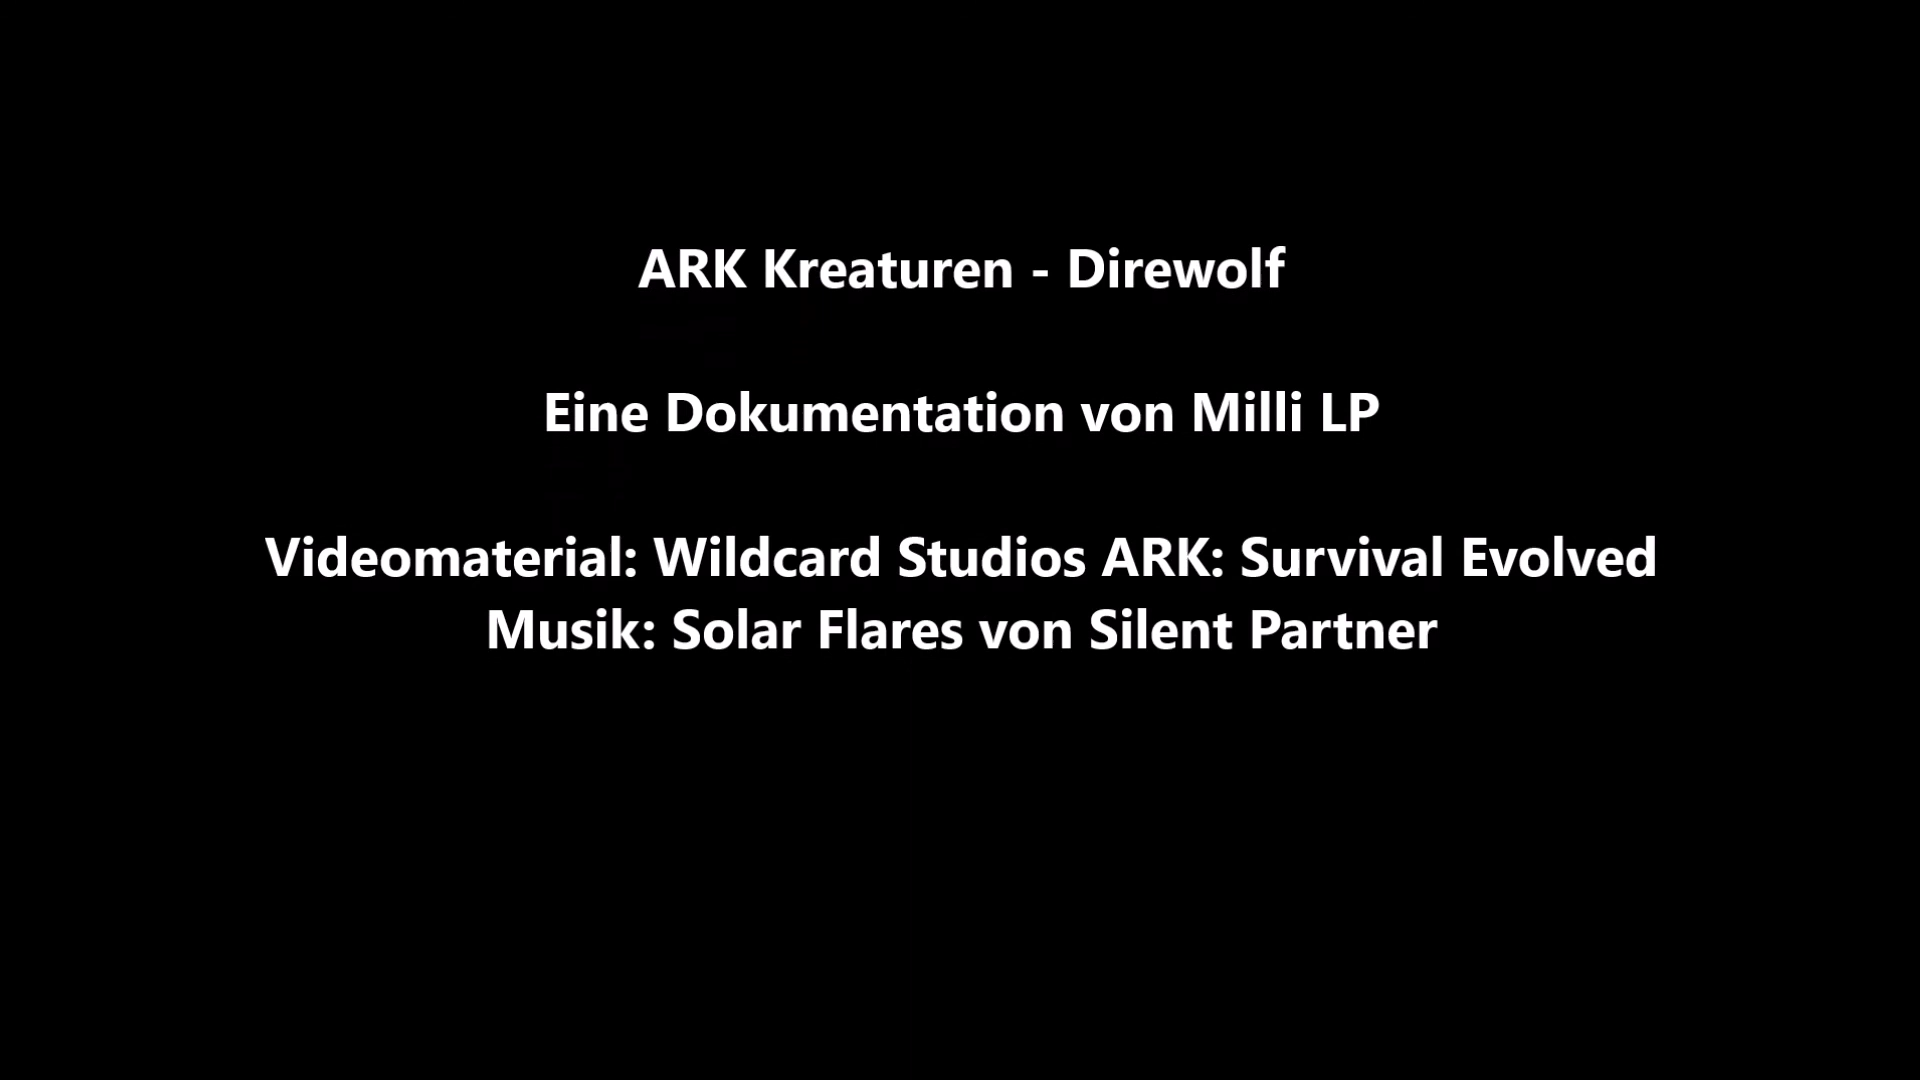 ARK Kreaturen - Direwolf
Eine Dokumentation von Milli LP
Videomaterial: Wildcard Studios ARK: Survival Evolved
Musik: Solar Flares von Silent Partner